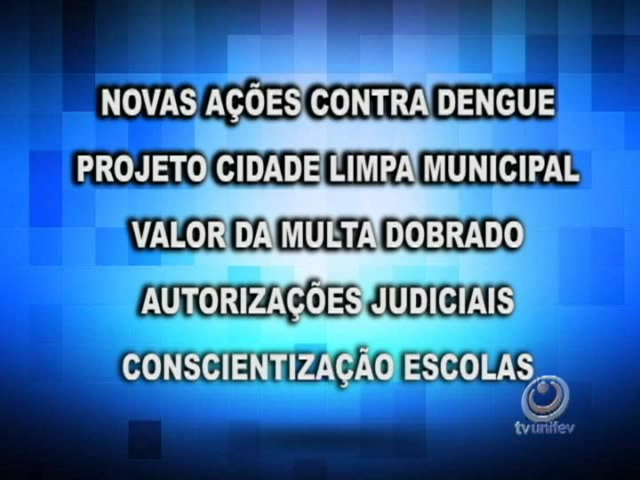 NOVAS AÇÕES CONTRA DENGUE
PROJETO CIDADE LIMPA MUNICIPAL
VALOR DA MULTA DOBRADO
AUTORIZAÇÕES JUDICIAIS
CONSCIENTIZAÇÃO ESCOLAS
tvunifev